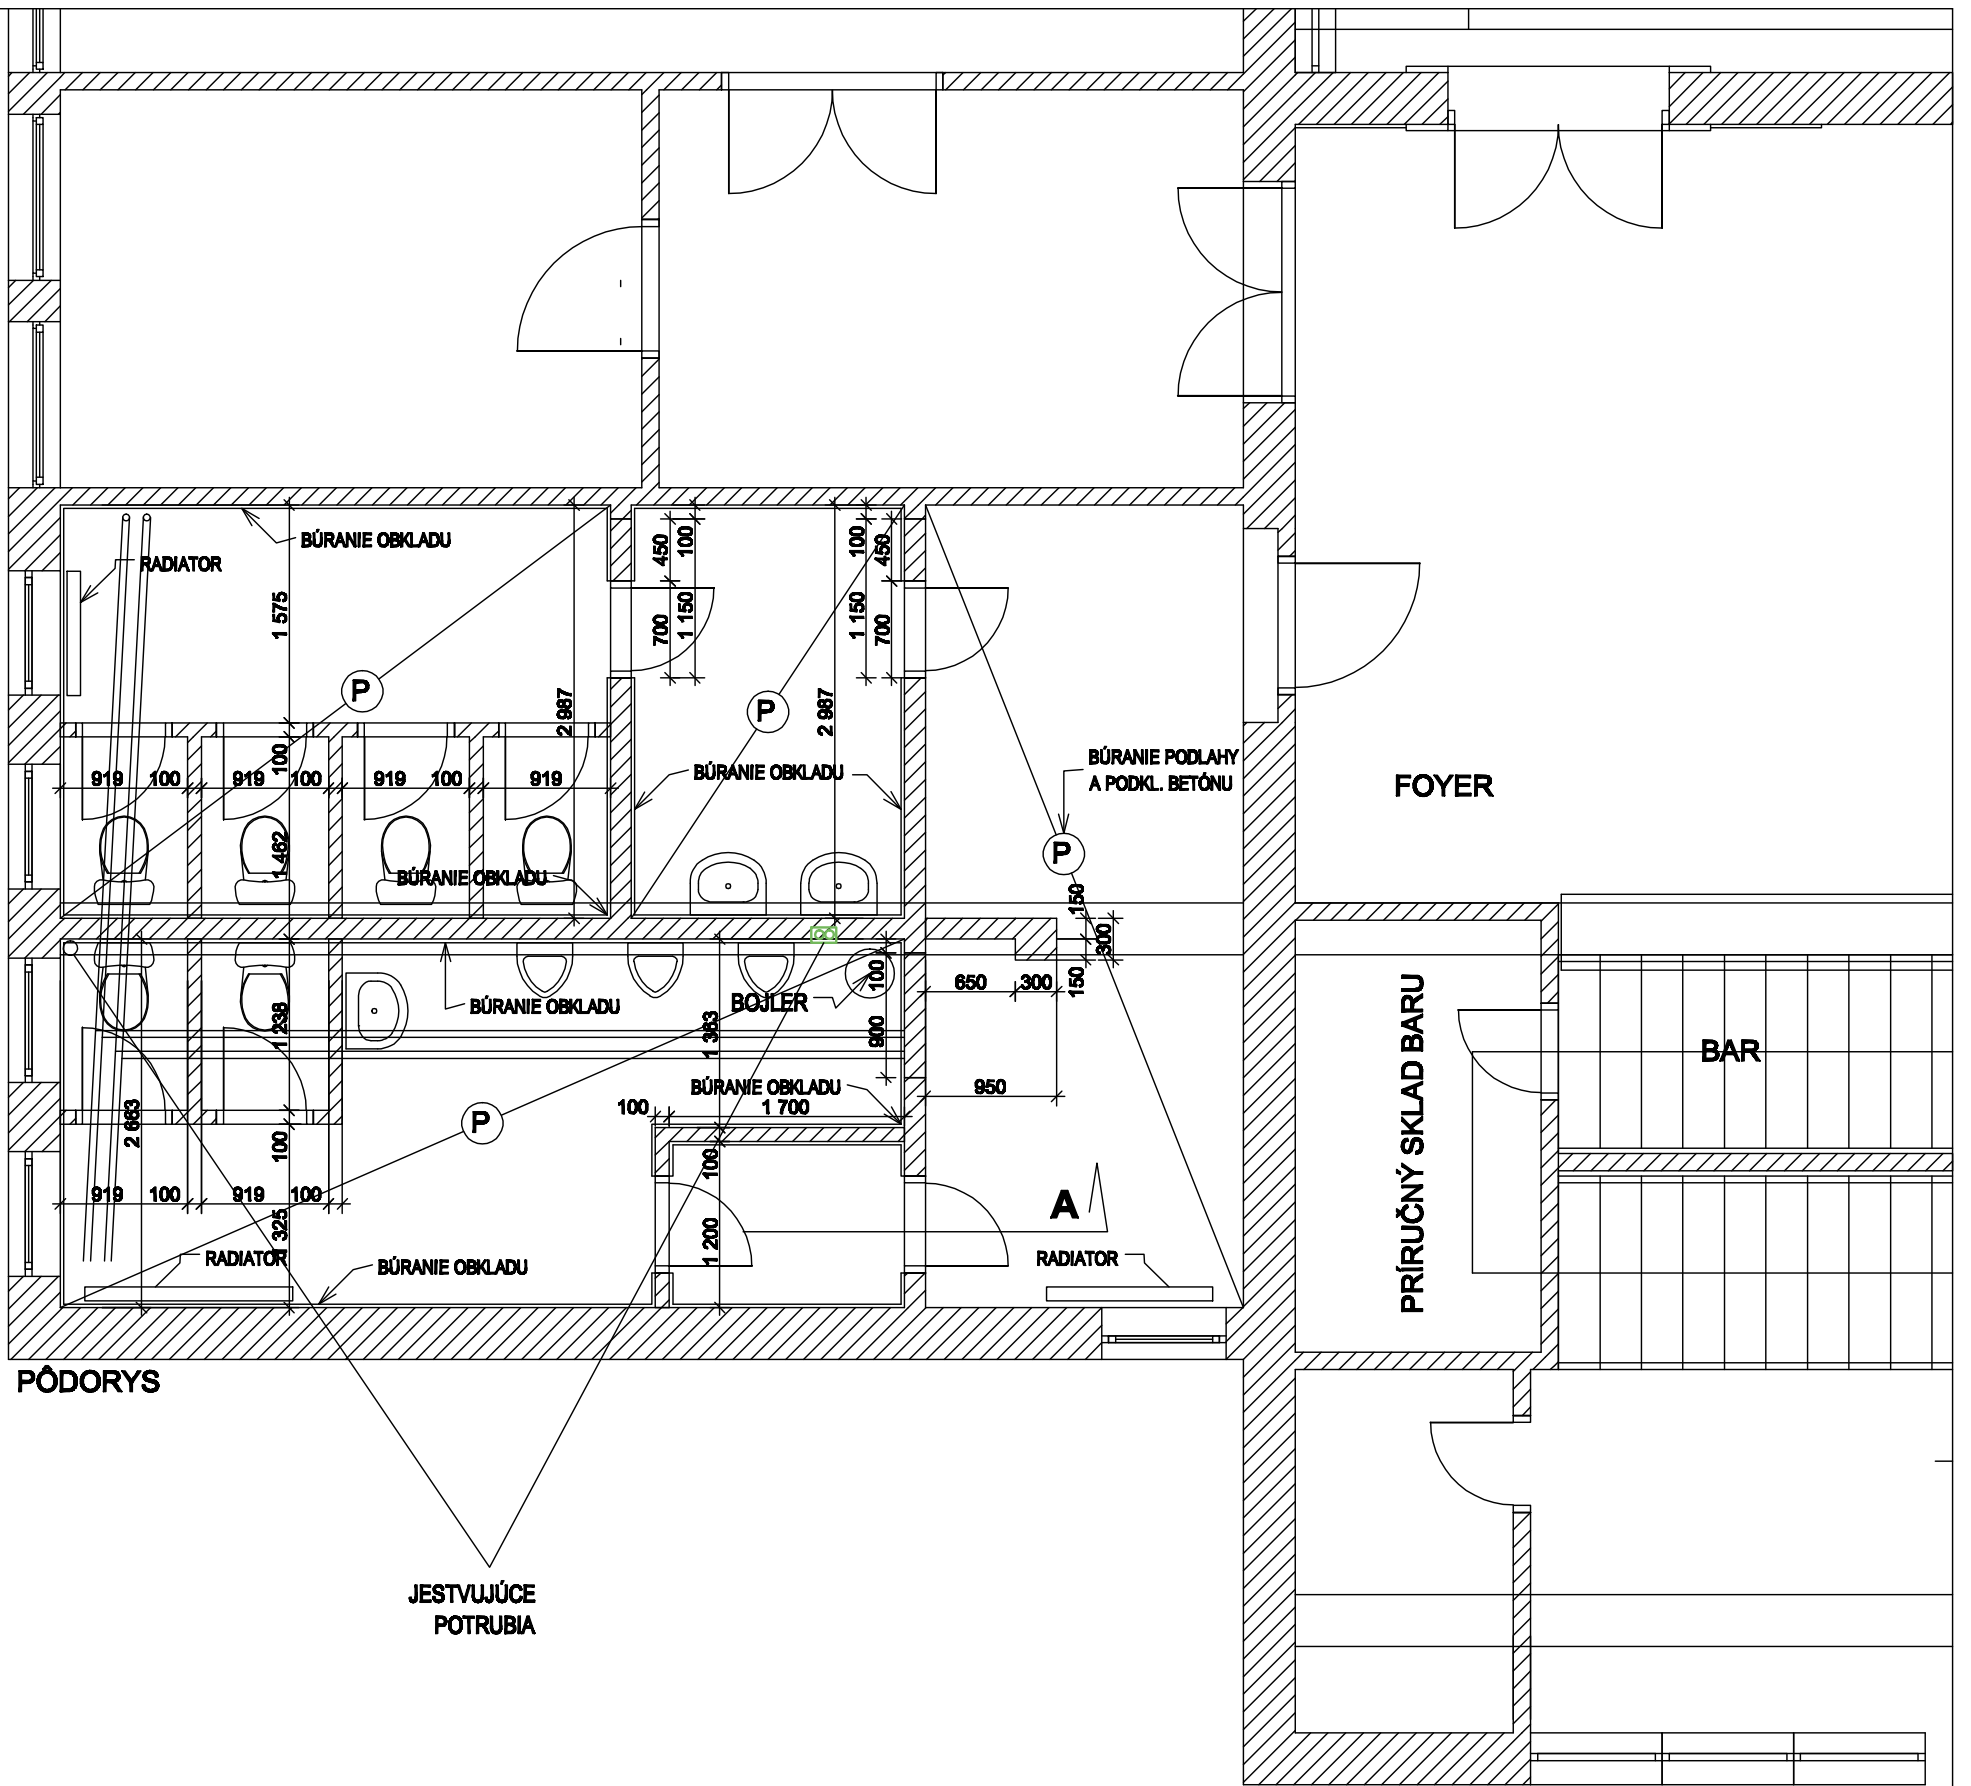 BÚRANIE OBKLADU
RADIATOR
1 575
2 987
450
100
700
1 150
2 987
100
450
1 150
700
P
P
BÚRANIE OBKLADU
BÚRANIE PODLAHY
A PODKL. BETÓNU
FOYER
919
100
919
100
919
100
919
100
1 462
BÚRANIE OBKLADU
P
150
300
150
650
300
100
900
950
BÚRANIE OBKLADU
BOJLER
1 238
1 363
BÚRANIE OBKLADU
100
1 700
P
2 663
100
100
919
100
919
100
1 325
1 200
A
RADIATOR
BÚRANIE OBKLADU
RADIATOR
PRÍRUČNÝ SKLAD BARU
BAR
PÔDORYS
JESTVUJÚCE
POTRUBIA